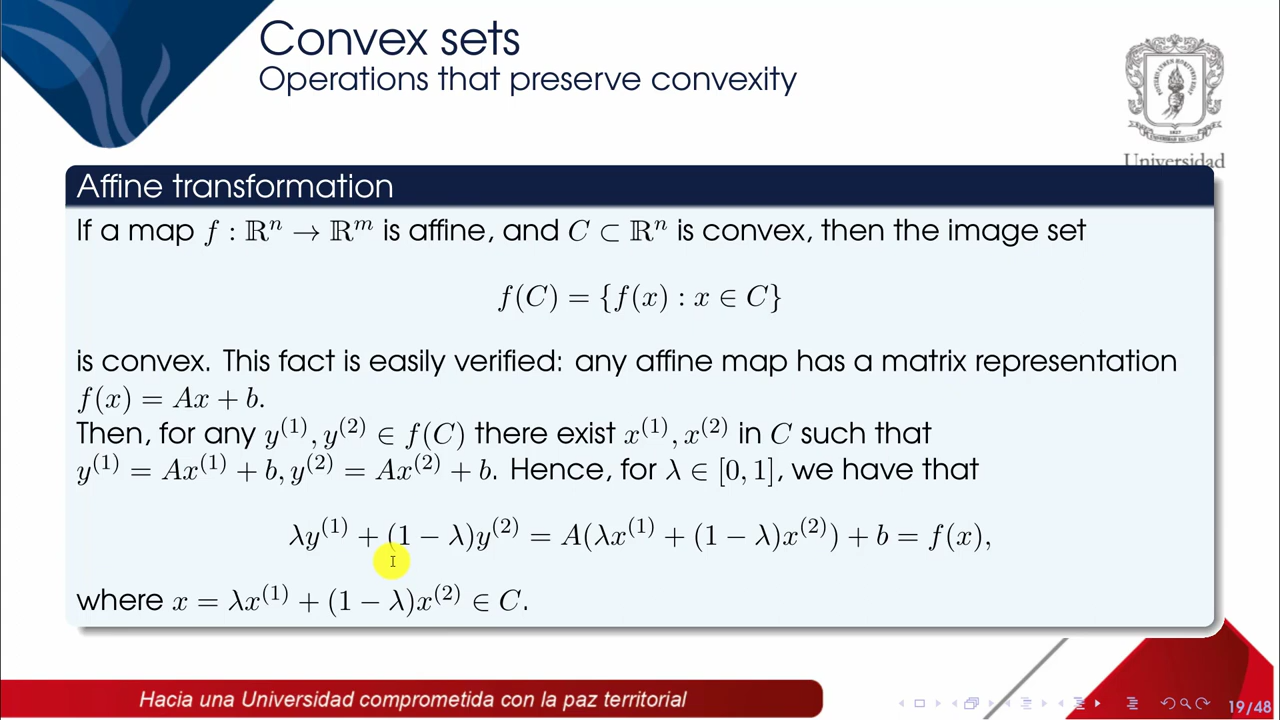 Convex sets
Operations that preserve convexity
Universidad
Affine transformation
If a map f : ℝⁿ → ℝᵐ is affine, and C ⊂ ℝⁿ is convex, then the image set
f(C) = {f(x) : x ∈ C}
is convex. This fact is easily verified: any affine map has a matrix representation
f(x) = Ax + b.
Then, for any y⁽¹⁾, y⁽²⁾ ∈ f(C) there exist x⁽¹⁾, x⁽²⁾ in C such that
y⁽¹⁾ = Ax⁽¹⁾ + b, y⁽²⁾ = Ax⁽²⁾ + b. Hence, for λ ∈ [0, 1], we have that
λy⁽¹⁾ + (1 − λ)y⁽²⁾ = A(λx⁽¹⁾ + (1 − λ)x⁽²⁾) + b = f(x),
where x = λx⁽¹⁾ + (1 − λ)x⁽²⁾ ∈ C.
Hacia una Universidad comprometida con la paz territorial
19/48